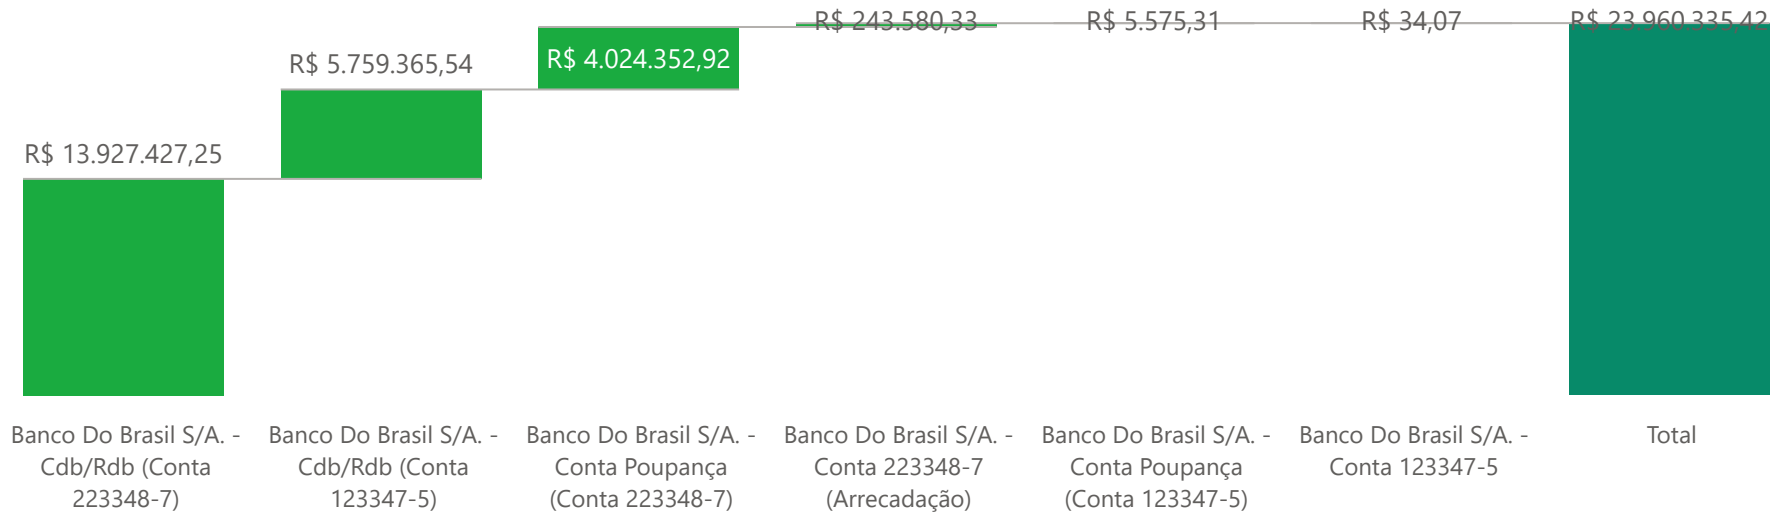 R$ 13.927.427,25
R$ 5.759.365,54
R$ 4.024.352,92
R$ 243.580,33
R$ 5.575,31
R$ 34,07
R$ 23.960.335,42
Banco Do Brasil S/A. -
Cdb/Rdb (Conta
223348-7)
Banco Do Brasil S/A. -
Cdb/Rdb (Conta
123347-5)
Banco Do Brasil S/A. -
Conta Poupança
(Conta 223348-7)
Banco Do Brasil S/A. -
Conta 223348-7
(Arrecadação)
Banco Do Brasil S/A. -
Conta Poupança
(Conta 123347-5)
Banco Do Brasil S/A. -
Conta 123347-5
Total